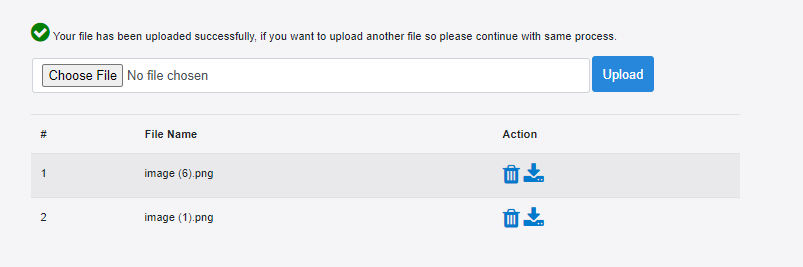 Your file has been uploaded successfully, if you want to upload another file so please continue with same process.
Choose File No file chosen Upload
# File Name Action
1 image (6).png
2 image (1).png